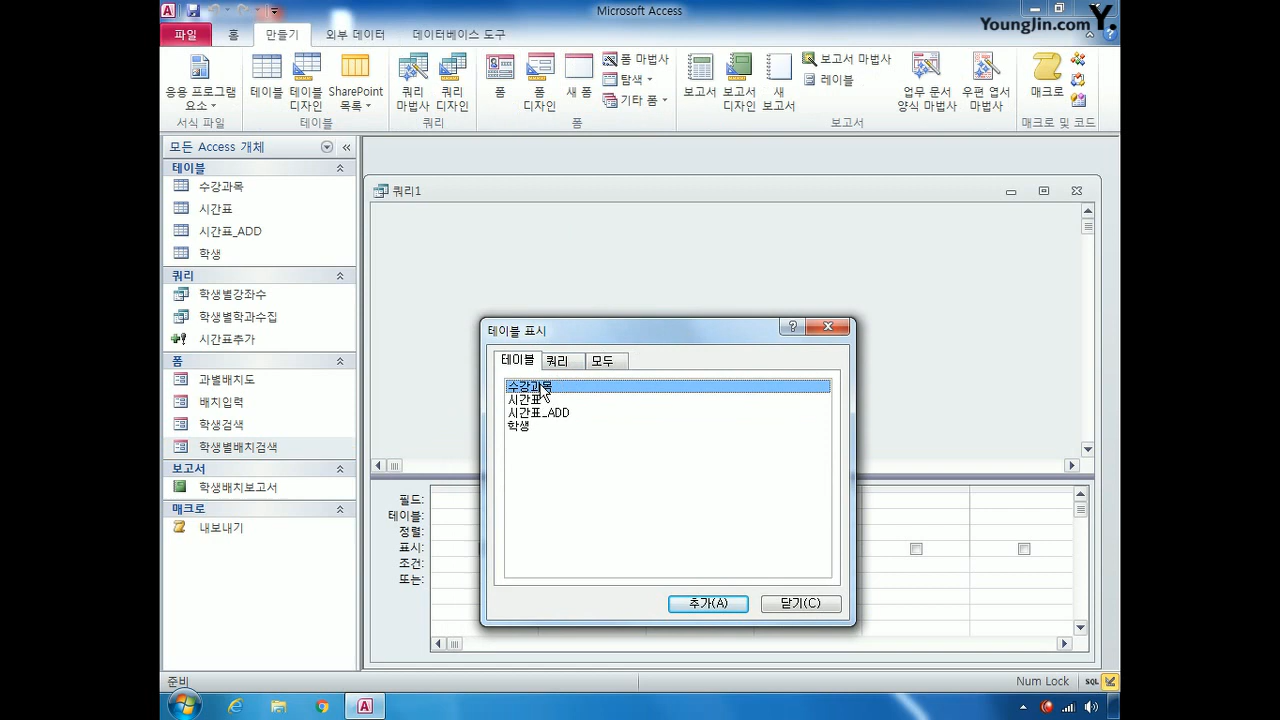 Microsoft Access
Younglin.com Y.
파일 홈 만들기 외부 데이터 데이터베이스 도구
응용 프로그램 요소
서식 파일
테이블
테이블 디자인
SharePoint 목록
테이블
쿼리 마법사
쿼리 디자인
쿼리
폼
폼 디자인
새 폼
폼 마법사
탐색
기타 폼
폼
보고서
보고서 디자인
새 보고서
보고서 마법사
레이블
업무 문서 양식 마법사
우편 엽서 마법사
보고서
매크로
매크로 및 코드
모든 Access 개체
테이블
수강과목
시간표
시간표_ADD
학생
쿼리
학생별강좌수
학생별학과수집
시간표추가
폼
과별배치도
배치입력
학생검색
학생별배치검색
보고서
학생배치보고서
매크로
내보내기
쿼리1
테이블 표시
테이블 쿼리 모두
수강과목
시간표
시간표_ADD
학생
추가(A) 닫기(C)
필드:
테이블:
정렬:
표시:
조건:
또는:
준비
Num Lock
SQL